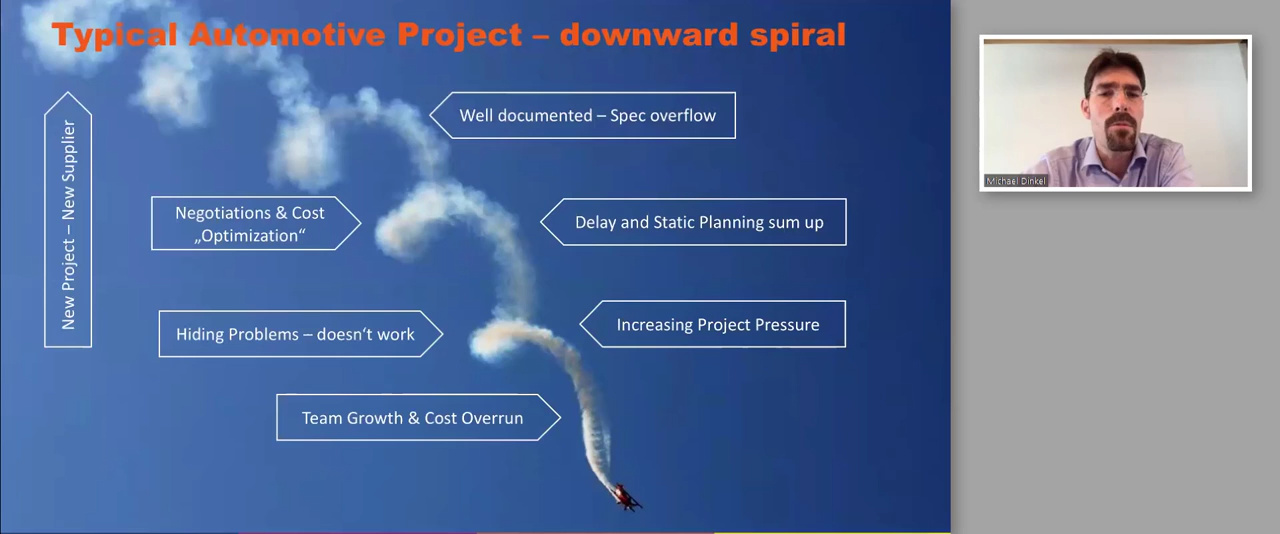 Typical Automotive Project – downward spiral
New Project – New Supplier
Well documented – Spec overflow
Negotiations & Cost
„Optimization“
Delay and Static Planning sum up
Hiding Problems – doesn‘t work
Increasing Project Pressure
Team Growth & Cost Overrun
Michael Dinkel